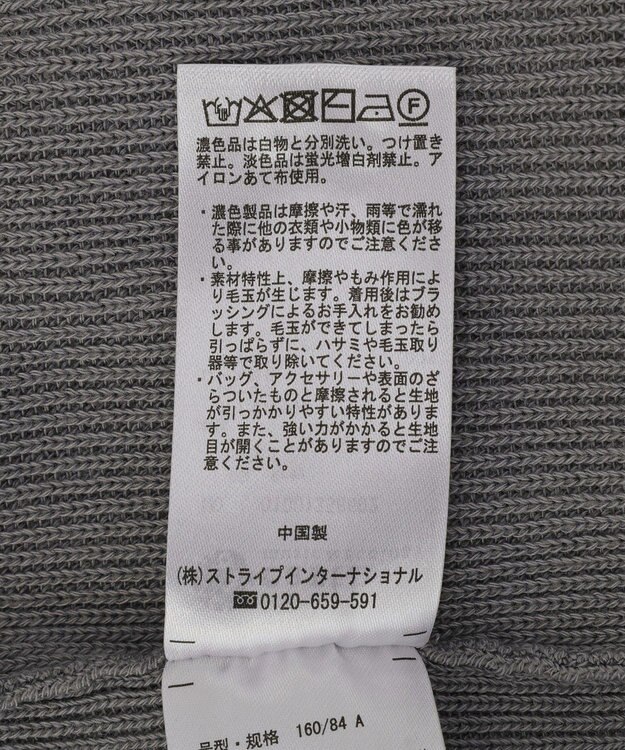 濃色品は白物と分別洗い。つけ置き
禁止。淡色品は蛍光増白剤禁止。ア
イロンあて布使用。
・濃色製品は摩擦や汗、雨等で濡れ
た際に他の衣類や小物類に色が移
る事がありますのでご注意くださ
い。
・素材特性上、摩擦やもみ作用によ
り毛玉が生じます。着用後はブラ
ッシングによるお手入れをお勧め
します。毛玉ができてしまったら
引っぱらずに、ハサミや毛玉取り
器等で取り除いてください。
・バッグ、アクセサリーや表面のざ
らついたものと摩擦されると生地
が引っかかりやすい特性がありま
す。また、強い力がかかると生地
目が開くことがありますのでご注
意ください。
中国製
(株)ストライプインターナショナル
0120-659-591
号型・规格 160/84 A